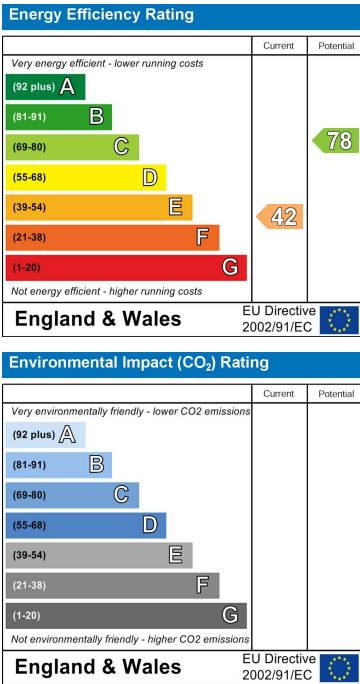 Energy Efficiency Rating
Current Potential
Very energy efficient - lower running costs
(92 plus) A
(81-91) B
(69-80) C
(55-68) D
(39-54) E
(21-38) F
(1-20) G
78
42
Not energy efficient - higher running costs
England & Wales
EU Directive
2002/91/EC
Environmental Impact (CO₂) Rating
Current Potential
Very environmentally friendly - lower CO2 emissions
(92 plus) A
(81-91) B
(69-80) C
(55-68) D
(39-54) E
(21-38) F
(1-20) G
Not environmentally friendly - higher CO2 emissions
England & Wales
EU Directive
2002/91/EC